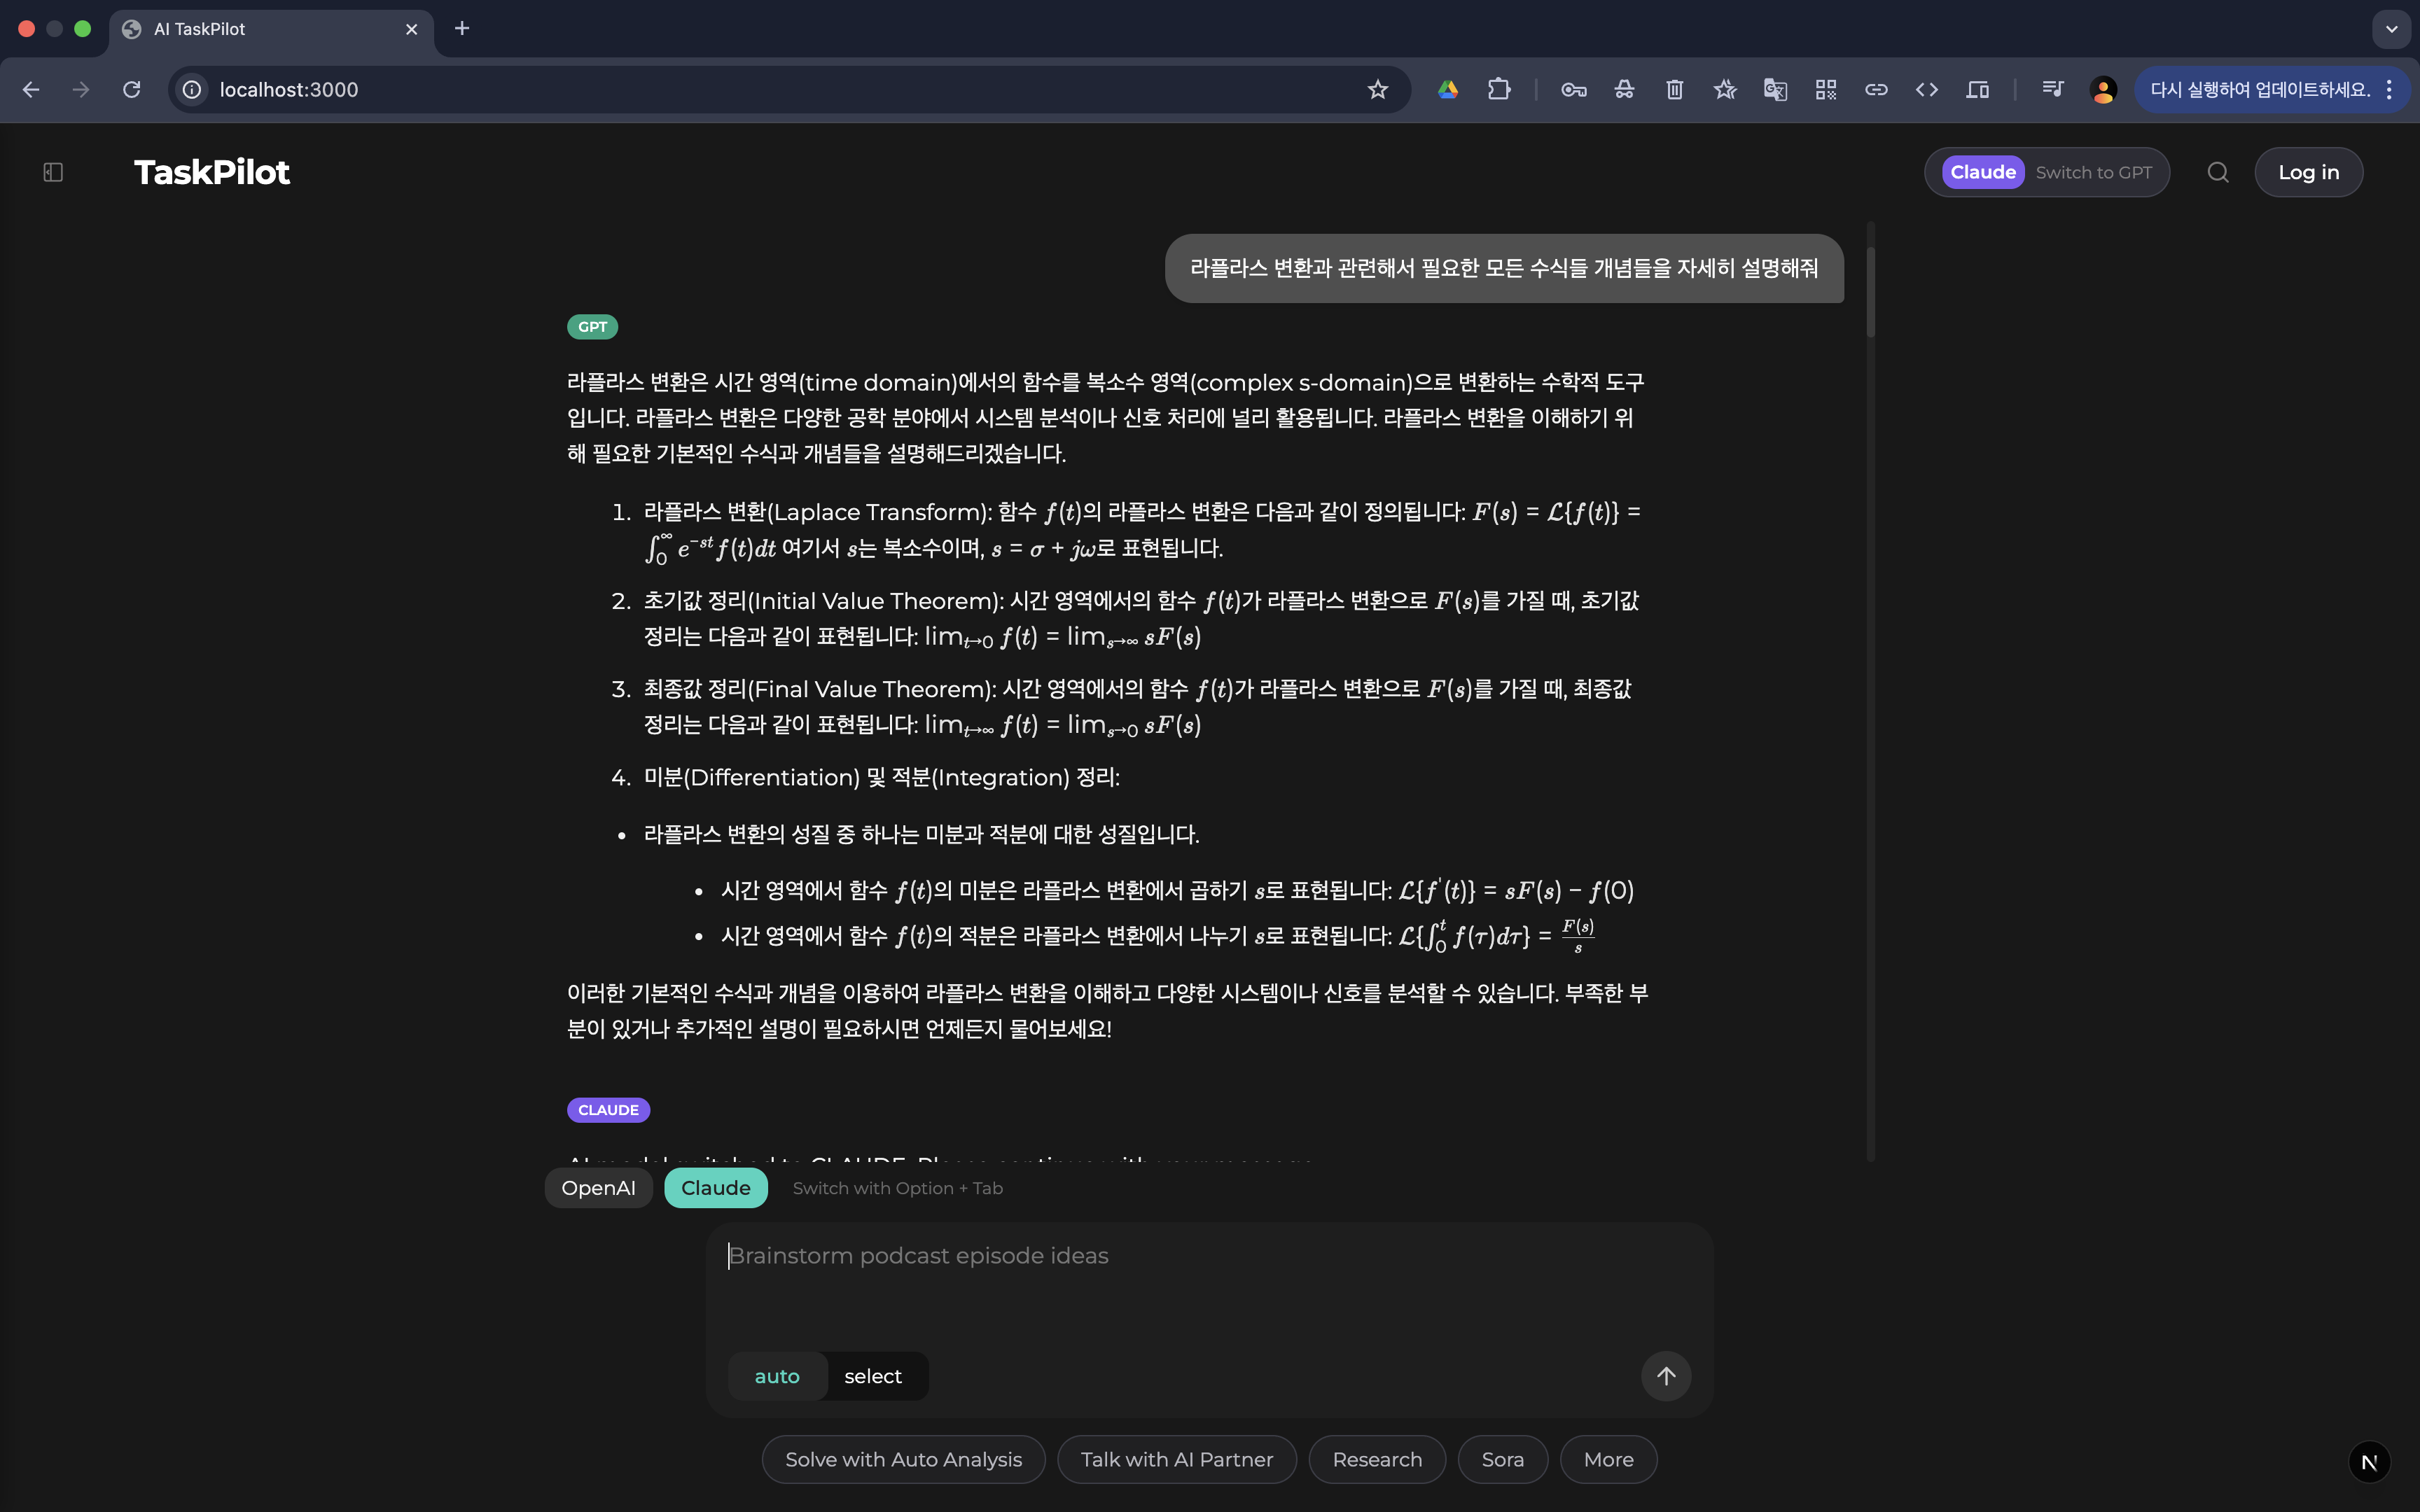 AI TaskPilot
localhost:3000
다시 실행하여 업데이트하세요.
TaskPilot
Claude Switch to GPT
Log in
라플라스 변환과 관련해서 필요한 모든 수식들 개념들을 자세히 설명해줘
GPT
라플라스 변환은 시간 영역(time domain)에서의 함수를 복소수 영역(complex s-domain)으로 변환하는 수학적 도구
입니다. 라플라스 변환은 다양한 공학 분야에서 시스템 분석이나 신호 처리에 널리 활용됩니다. 라플라스 변환을 이해하기 위
해 필요한 기본적인 수식과 개념들을 설명해드리겠습니다.
1. 라플라스 변환(Laplace Transform): 함수 f(t)의 라플라스 변환은 다음과 같이 정의됩니다: F(s) = ℒ{f(t)} =
∫₀^∞ e^{-st} f(t)dt 여기서 s는 복소수이며, s = σ + jω로 표현됩니다.
2. 초기값 정리(Initial Value Theorem): 시간 영역에서의 함수 f(t)가 라플라스 변환으로 F(s)를 가질 때, 초기값
정리는 다음과 같이 표현됩니다: lim_{t→0} f(t) = lim_{s→∞} sF(s)
3. 최종값 정리(Final Value Theorem): 시간 영역에서의 함수 f(t)가 라플라스 변환으로 F(s)를 가질 때, 최종값
정리는 다음과 같이 표현됩니다: lim_{t→∞} f(t) = lim_{s→0} sF(s)
4. 미분(Differentiation) 및 적분(Integration) 정리:
• 라플라스 변환의 성질 중 하나는 미분과 적분에 대한 성질입니다.
• 시간 영역에서 함수 f(t)의 미분은 라플라스 변환에서 곱하기 s로 표현됩니다: ℒ{f'(t)} = sF(s) − f(0)
• 시간 영역에서 함수 f(t)의 적분은 라플라스 변환에서 나누기 s로 표현됩니다: ℒ{∫₀^t f(τ)dτ} = F(s)/s
이러한 기본적인 수식과 개념을 이용하여 라플라스 변환을 이해하고 다양한 시스템이나 신호를 분석할 수 있습니다. 부족한 부
분이 있거나 추가적인 설명이 필요하시면 언제든지 물어보세요!
CLAUDE
AI model switched to CLAUDE. Please continue with your message.
OpenAI Claude Switch with Option + Tab
Brainstorm podcast episode ideas
auto select
Solve with Auto Analysis Talk with AI Partner Research Sora More
N